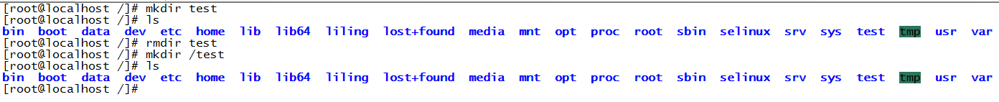 [root@localhost /]# mkdir test
[root@localhost /]# ls
bin boot data dev etc home lib lib64 liling lost+found media mnt opt proc root sbin selinux srv sys test tmp usr var
[root@localhost /]# rmdir test
[root@localhost /]# mkdir /test
[root@localhost /]# ls
bin boot data dev etc home lib lib64 liling lost+found media mnt opt proc root sbin selinux srv sys test tmp usr var
[root@localhost /]#